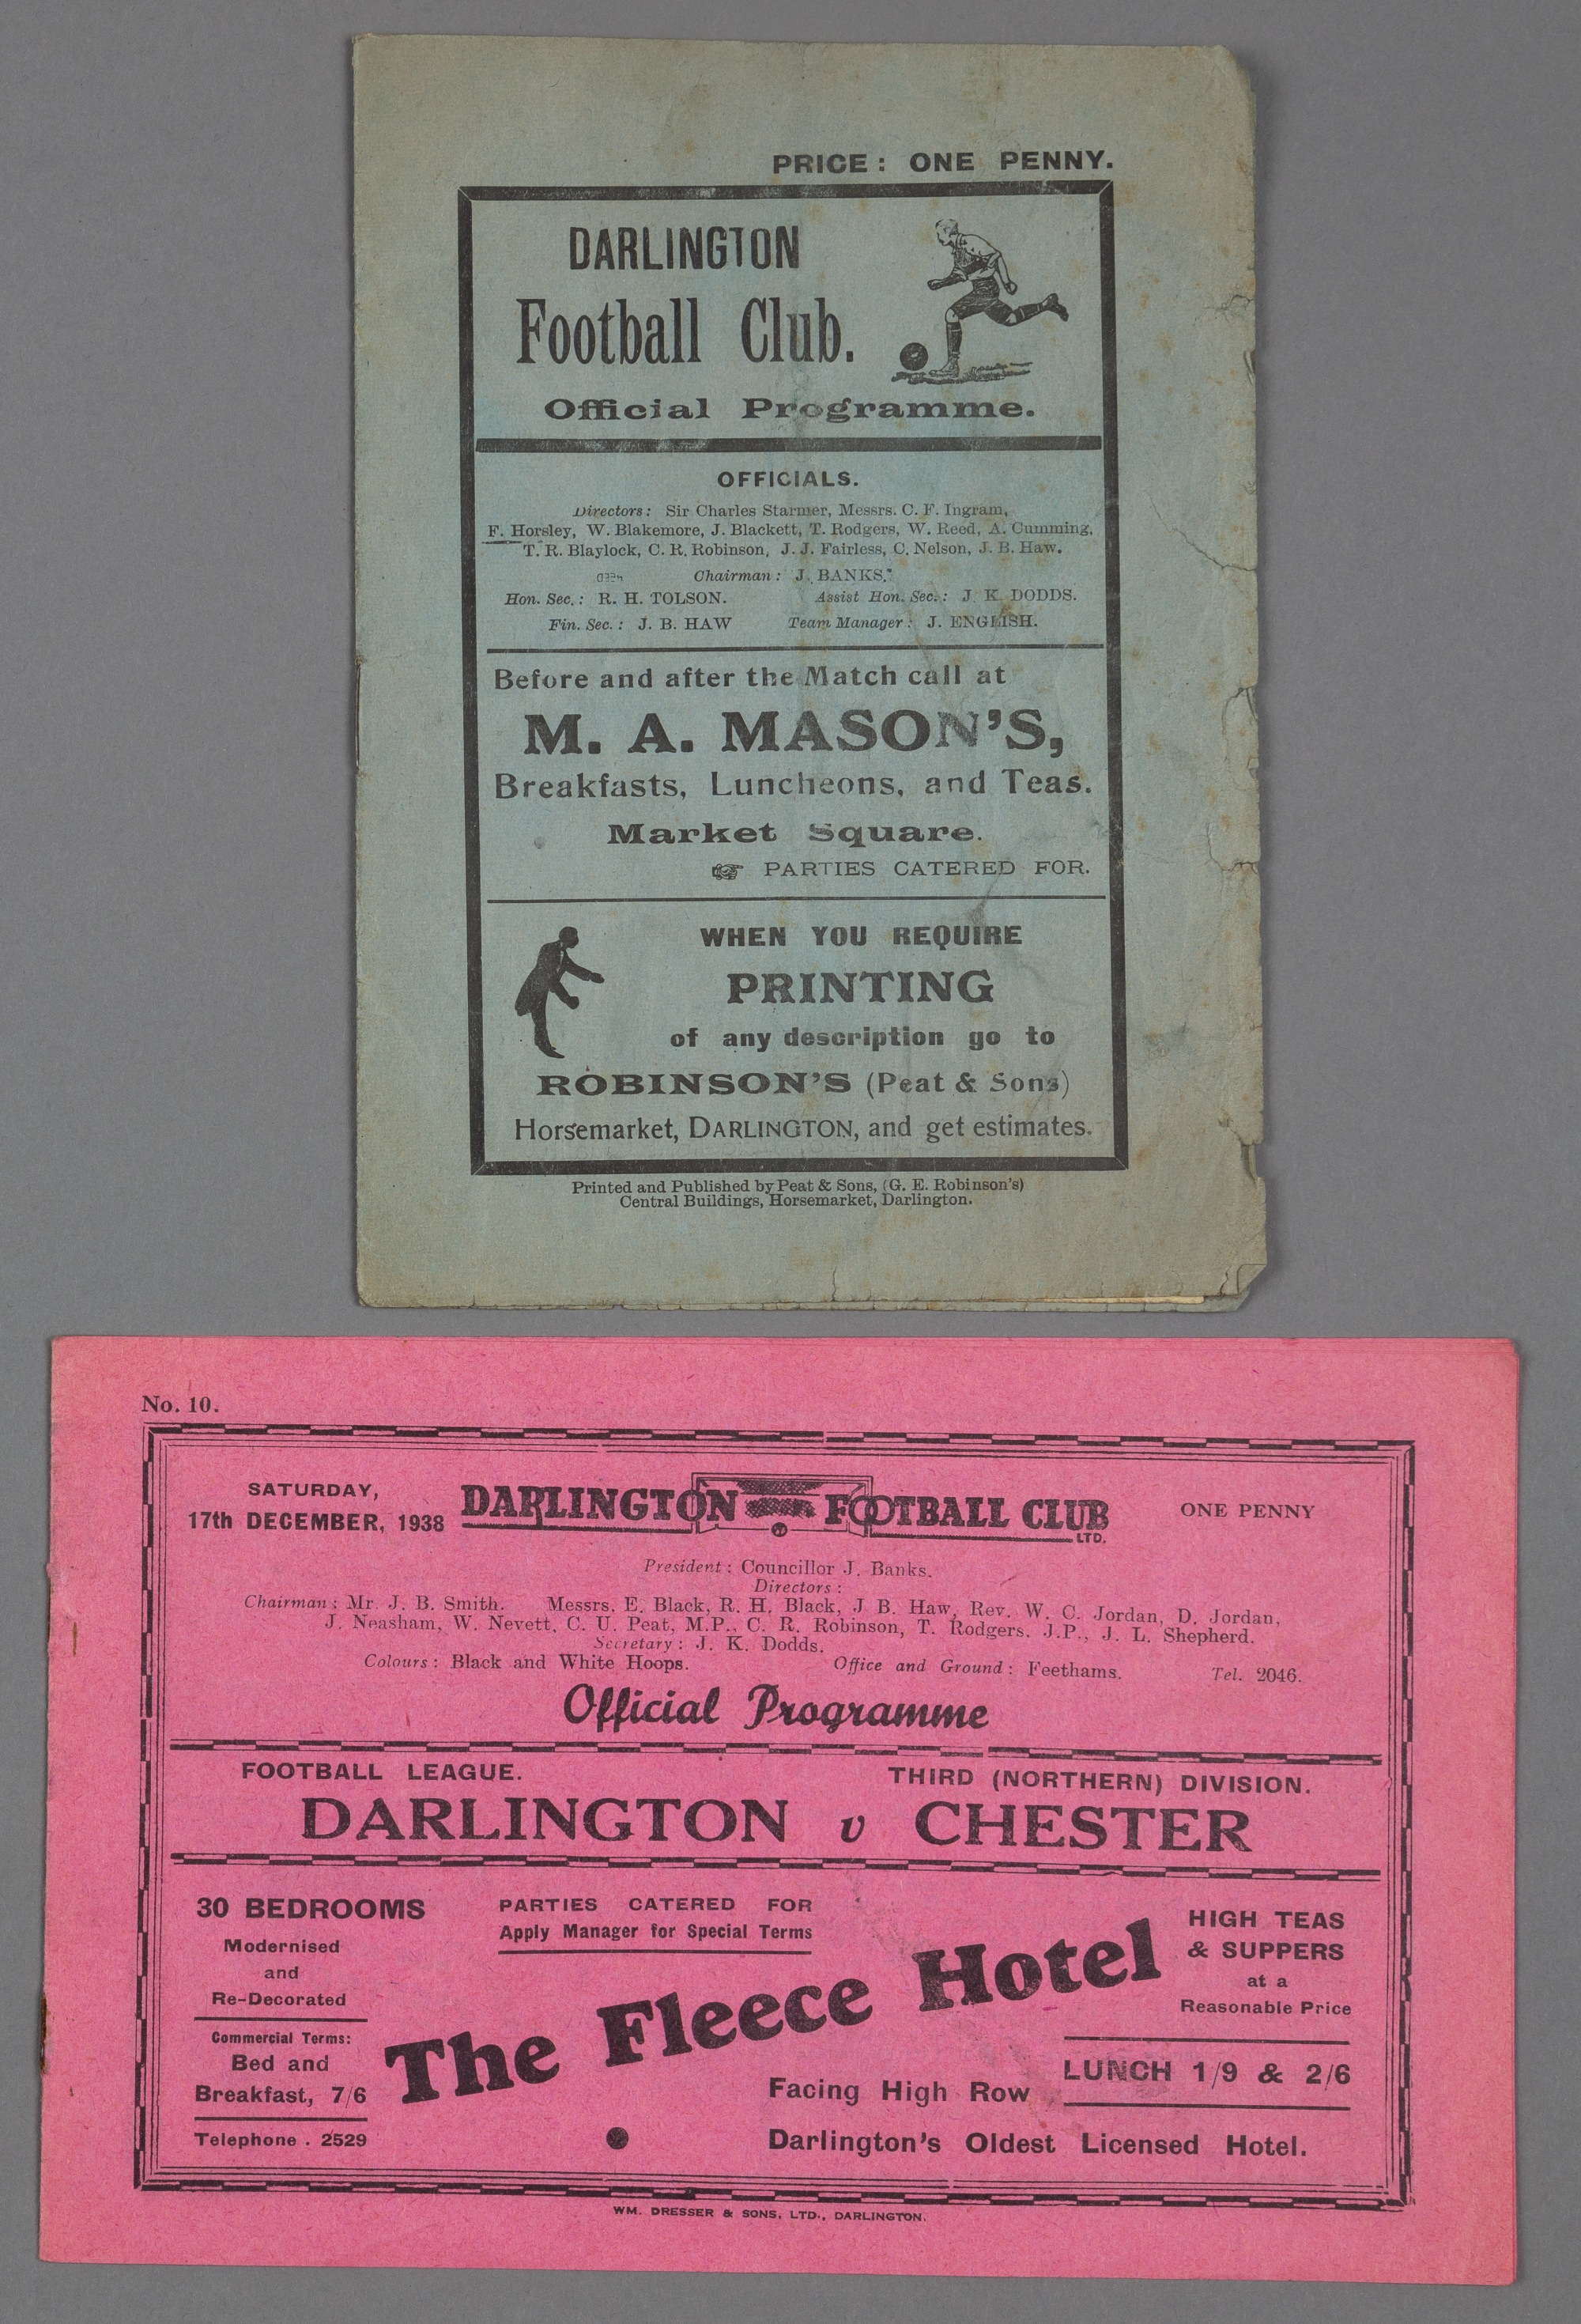 PRICE: ONE PENNY.
DARLINGTON
Football Club.
Official Programme.
OFFICIALS.
Directors: Sir Charles Starmer, Messrs. C. F. Ingram,
F. Horsley, W. Blakemore, J. Blackett, T. Rodgers, W. Reed, A. Cumming,
T. R. Blaylock, C. R. Robinson, J. J. Fairless, C. Nelson, J. B. Haw.
Chairman: J. BANKS.
Hon. Sec.: R. H. TOLSON. Assist Hon. Sec.: J. K. DODDS.
Fin. Sec.: J. B. HAW Team Manager: J. ENGLISH.
Before and after the Match call at
M. A. MASON'S,
Breakfasts, Luncheons, and Teas.
Market Square.
☞ PARTIES CATERED FOR.
WHEN YOU REQUIRE
PRINTING
of any description go to
ROBINSON'S (Peat & Sons)
Horsemarket, DARLINGTON, and get estimates.
Printed and Published by Peat & Sons, (G. E. Robinson's)
Central Buildings, Horsemarket, Darlington.
No. 10.
SATURDAY,
17th DECEMBER, 1938
DARLINGTON FOOTBALL CLUB
LTD.
ONE PENNY
President: Councillor J. Banks.
Directors:
Chairman: Mr. J. B. Smith. Messrs. E. Black, R. H. Black, J B. Haw, Rev. W. C. Jordan, D. Jordan,
J. Neasham, W. Nevett, C. U. Peat, M.P., C. R. Robinson, T. Rodgers. J.P., J. L. Shepherd.
Secretary: J. K. Dodds.
Colours: Black and White Hoops. Office and Ground: Feethams. Tel. 2046.
Official Programme
FOOTBALL LEAGUE. THIRD (NORTHERN) DIVISION.
DARLINGTON v CHESTER
30 BEDROOMS
Modernised
and
Re-Decorated
Commercial Terms:
Bed and
Breakfast, 7/6
Telephone . 2529
PARTIES CATERED FOR
Apply Manager for Special Terms
The Fleece Hotel
HIGH TEAS
& SUPPERS
at a
Reasonable Price
LUNCH 1/9 & 2/6
Facing High Row
Darlington's Oldest Licensed Hotel.
WM. DRESSER & SONS, LTD., DARLINGTON.